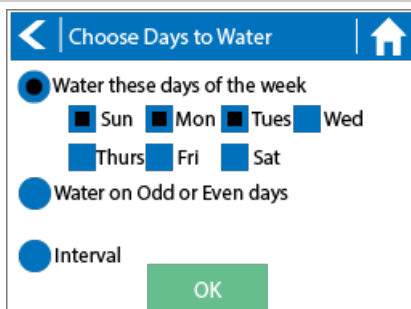 Choose Days to Water
Water these days of the week
Sun Mon Tues Wed
Thurs Fri Sat
Water on Odd or Even days
Interval
OK